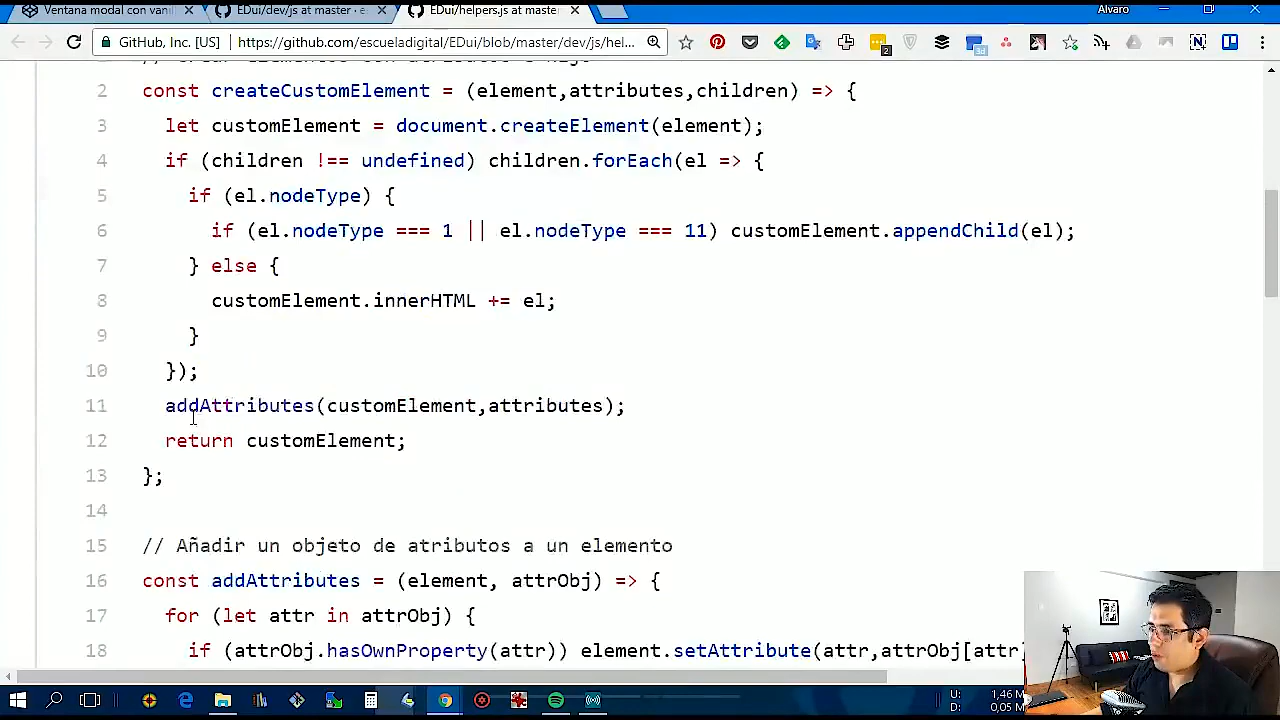 Ventana modal con vani
EDui/dev/js at master · e
EDui/helpers.js at maste
Alvaro
GitHub, Inc. [US] https://github.com/escueladigital/EDui/blob/master/dev/js/hel...
2 const createCustomElement = (element,attributes,children) => {
3 let customElement = document.createElement(element);
4 if (children !== undefined) children.forEach(el => {
5 if (el.nodeType) {
6 if (el.nodeType === 1 || el.nodeType === 11) customElement.appendChild(el);
7 } else {
8 customElement.innerHTML += el;
9 }
10 });
11 addAttributes(customElement,attributes);
12 return customElement;
13 };
14
15 // Añadir un objeto de atributos a un elemento
16 const addAttributes = (element, attrObj) => {
17 for (let attr in attrObj) {
18 if (attrObj.hasOwnProperty(attr)) element.setAttribute(attr,attrObj[attr
U: 1,46 M
D: 0,05 M